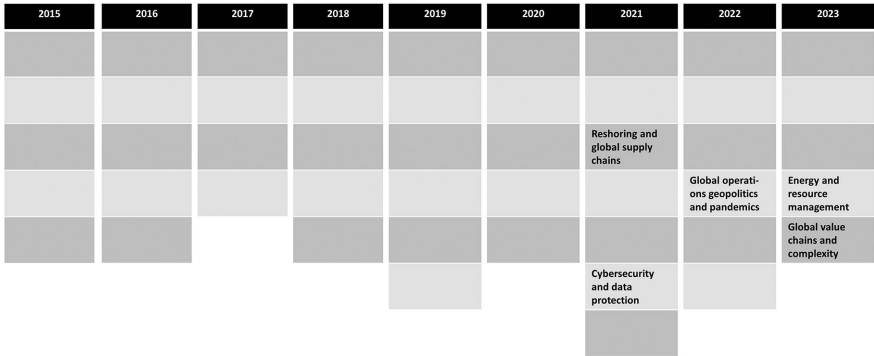 2015 2016 2017 2018 2019 2020 2021 2022 2023
Reshoring and
global supply
chains
Global operati-
ons geopolitics
and pandemics
Energy and
resource
management
Global value
chains and
complexity
Cybersecurity
and data
protection